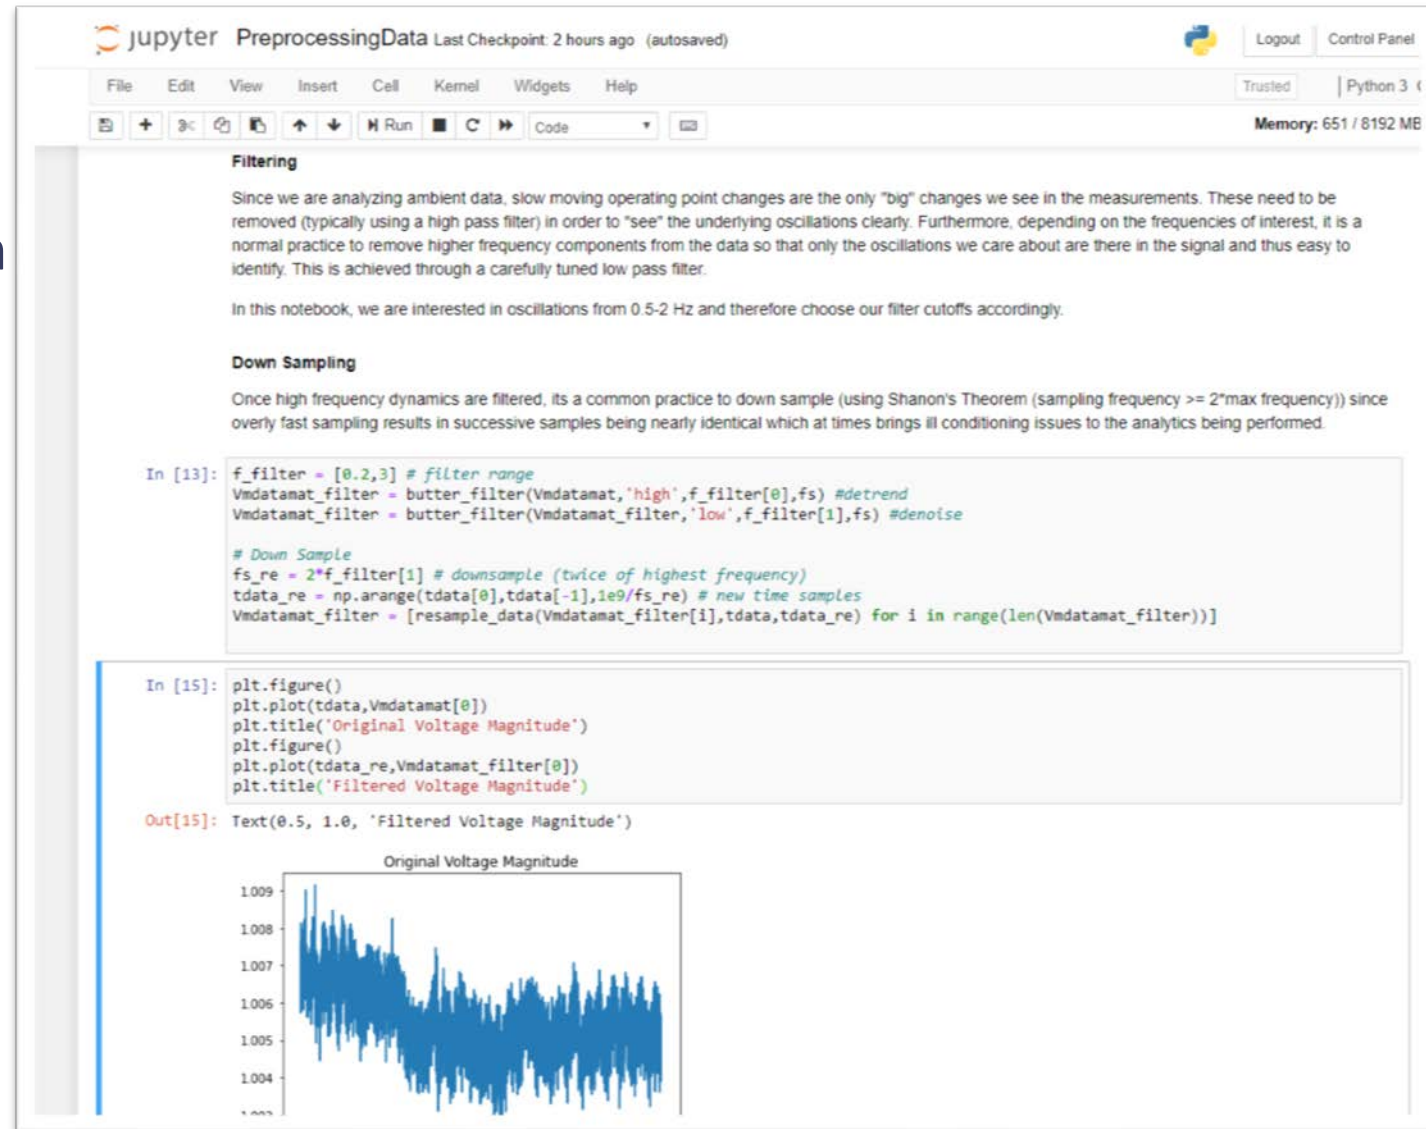 jupyter PreprocessingData Last Checkpoint: 2 hours ago (autosaved)
Logout Control Panel
File Edit View Insert Cell Kernel Widgets Help
Trusted Python 3
Run Code
Memory: 651 / 8192 MB
Filtering
Since we are analyzing ambient data, slow moving operating point changes are the only "big" changes we see in the measurements. These need to be
removed (typically using a high pass filter) in order to "see" the underlying oscillations clearly. Furthermore, depending on the frequencies of interest, it is a
normal practice to remove higher frequency components from the data so that only the oscillations we care about are there in the signal and thus easy to
identify. This is achieved through a carefully tuned low pass filter.
In this notebook, we are interested in oscillations from 0.5-2 Hz and therefore choose our filter cutoffs accordingly.
Down Sampling
Once high frequency dynamics are filtered, its a common practice to down sample (using Shanon's Theorem (sampling frequency >= 2*max frequency)) since
overly fast sampling results in successive samples being nearly identical which at times brings ill conditioning issues to the analytics being performed.
In [13]: f_filter = [0.2,3] # filter range
Vmdatamat_filter = butter_filter(Vmdatamat,'high',f_filter[0],fs) #detrend
Vmdatamat_filter = butter_filter(Vmdatamat_filter,'low',f_filter[1],fs) #denoise
# Down Sample
fs_re = 2*f_filter[1] # downsample (twice of highest frequency)
tdata_re = np.arange(tdata[0],tdata[-1],1e9/fs_re) # new time samples
Vmdatamat_filter = [resample_data(Vmdatamat_filter[i],tdata,tdata_re) for i in range(len(Vmdatamat_filter))]
In [15]: plt.figure()
plt.plot(tdata,Vmdatamat[0])
plt.title('Original Voltage Magnitude')
plt.figure()
plt.plot(tdata_re,Vmdatamat_filter[0])
plt.title('Filtered Voltage Magnitude')
Out[15]: Text(0.5, 1.0, 'Filtered Voltage Magnitude')
Original Voltage Magnitude
1.009
1.008
1.007
1.006
1.005
1.004